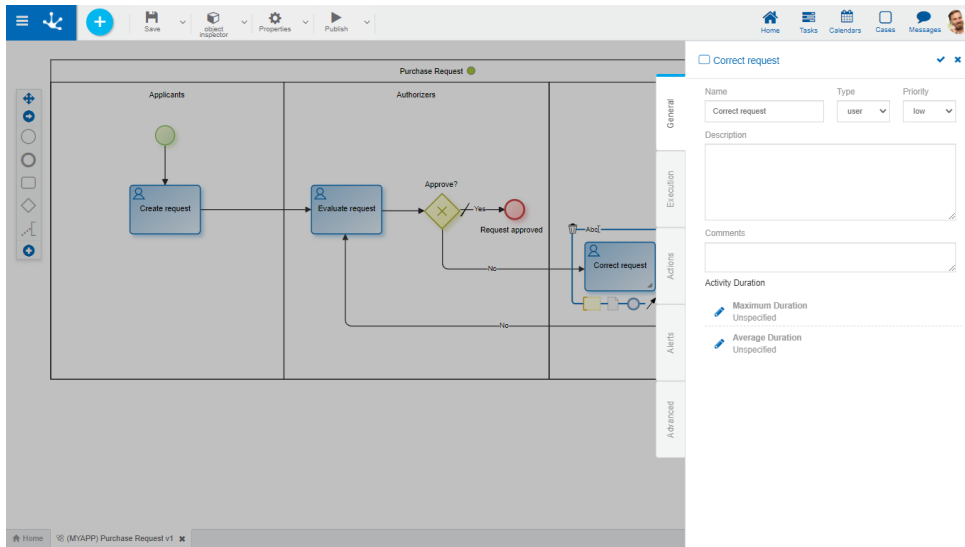 Save
object inspector
Properties
Publish
Home
Tasks
Calendars
Cases
Messages
Purchase Request
Applicants
Authorizers
Create request
Evaluate request
Approve?
Yes
Request approved
No
Abc
Correct request
No
General
Execution
Actions
Alerts
Advanced
Correct request
Name
Type
Priority
Correct request
user
low
Description
Comments
Activity Duration
Maximum Duration
Unspecified
Average Duration
Unspecified
Home
(MYAPP) Purchase Request v1